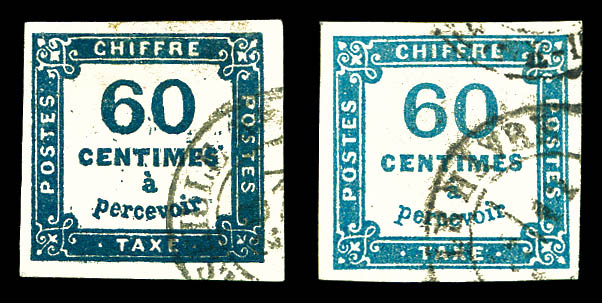 CHIFFRE
POSTES
60
CENTIMES
à
percevoir
POSTES
· TAXE ·
CHIFFRE
POSTES
60
CENTIMES
à
percevoir
POSTES
· TAXE ·